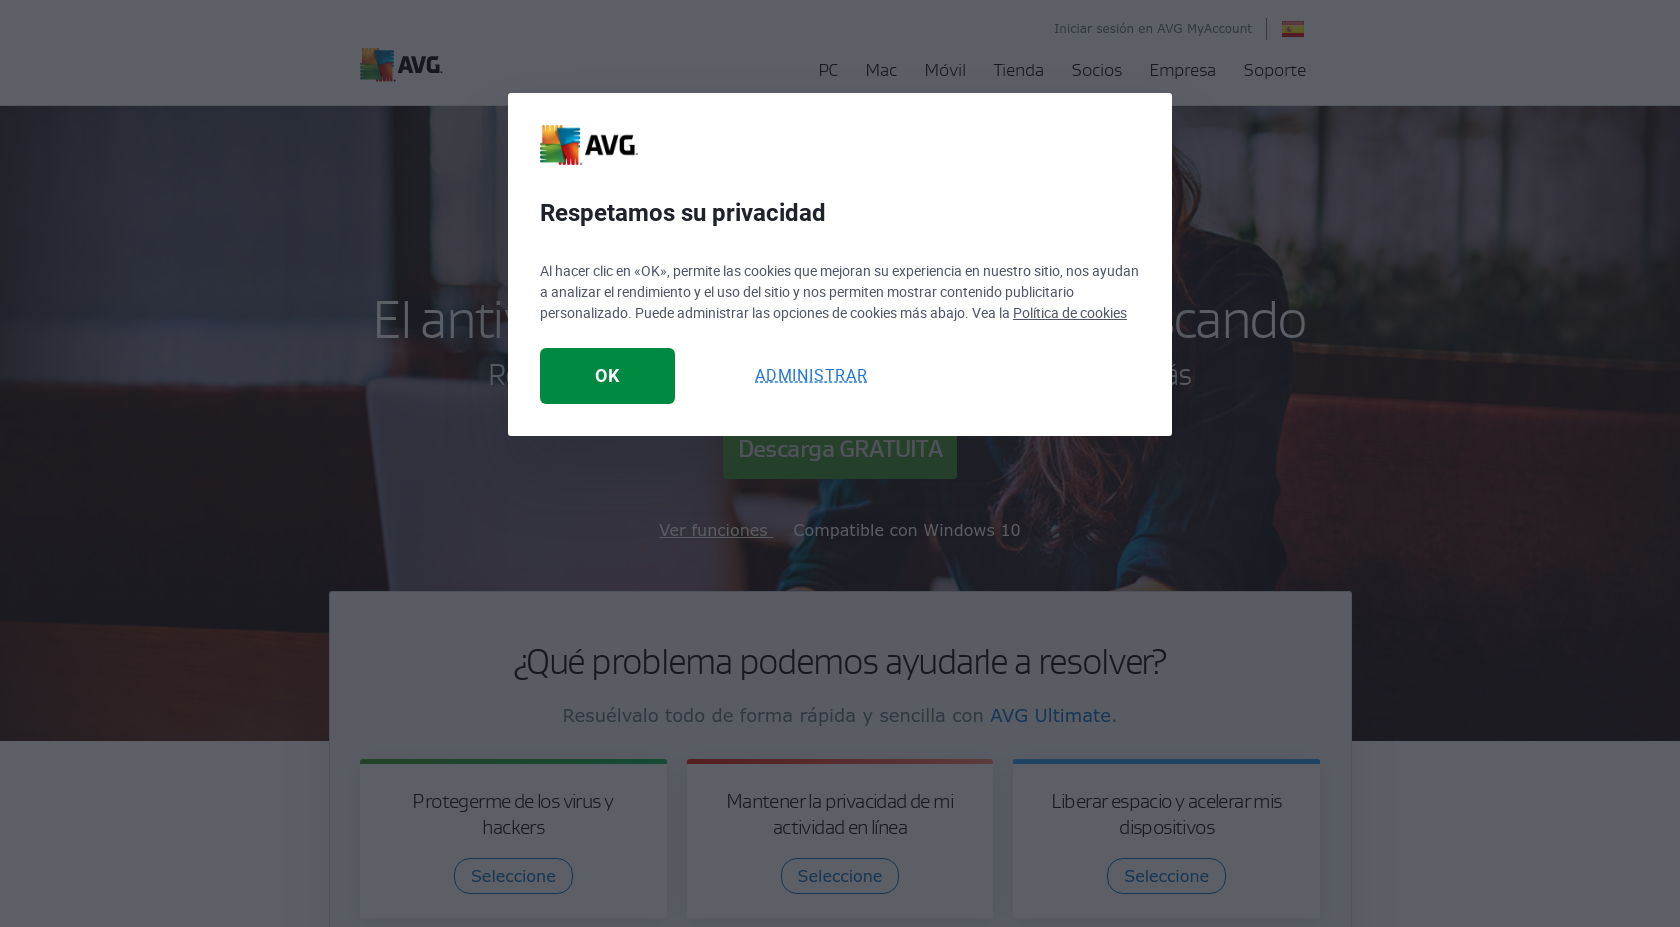 Iniciar sesión en AVG MyAccount
AVG
PC Mac Móvil Tienda Socios Empresa Soporte
AVG
Respetamos su privacidad
Al hacer clic en «OK», permite las cookies que mejoran su experiencia en nuestro sitio, nos ayudan
a analizar el rendimiento y el uso del sitio y nos permiten mostrar contenido publicitario
personalizado. Puede administrar las opciones de cookies más abajo. Vea la Política de cookies
OK ADMINISTRAR
El
Descarga GRATUITA
Ver funciones Compatible con Windows 10
¿Qué problema podemos ayudarle a resolver?
Resuélvalo todo de forma rápida y sencilla con AVG Ultimate.
Protegerme de los virus y
hackers
Seleccione
Mantener la privacidad de mi
actividad en línea
Seleccione
Liberar espacio y acelerar mis
dispositivos
Seleccione